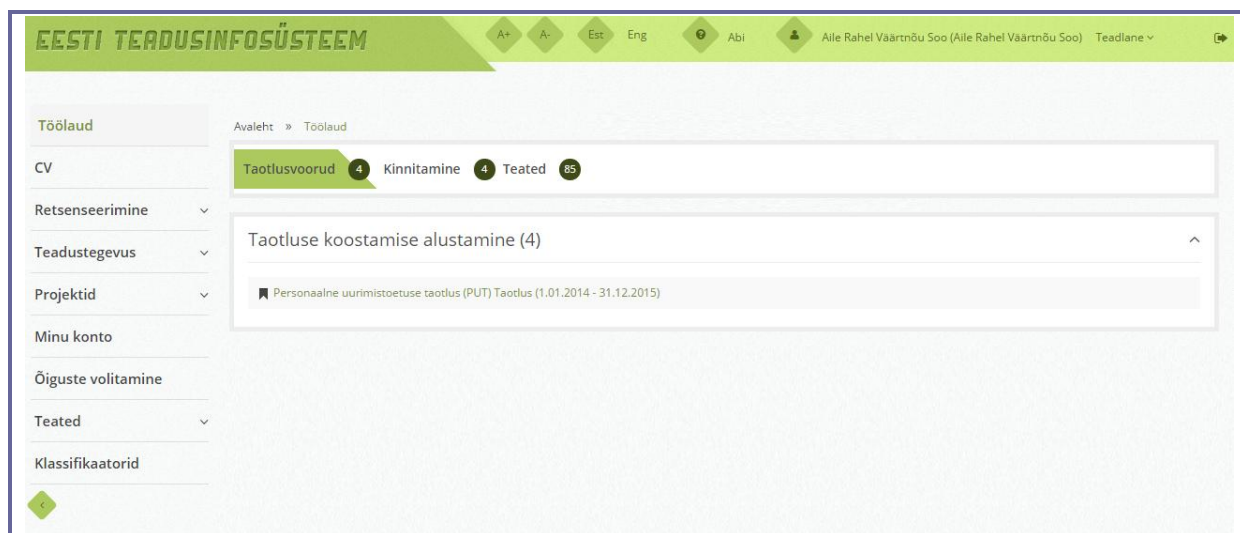 EESTI TEADUSINFOSÜSTEEM
A+ A- Est Eng Abi Aile Rahel Väärtnõu Soo (Aile Rahel Väärtnõu Soo) Teadlane
Töölaud
CV
Retsenseerimine
Teadustegevus
Projektid
Minu konto
Õiguste volitamine
Teated
Klassifikaatorid
Avaleht » Töölaud
Taotlusvoorud 4 Kinnitamine 4 Teated 85
Taotluse koostamise alustamine (4)
Personaalne uurimistoetuse taotlus (PUT) Taotlus (1.01.2014 - 31.12.2015)